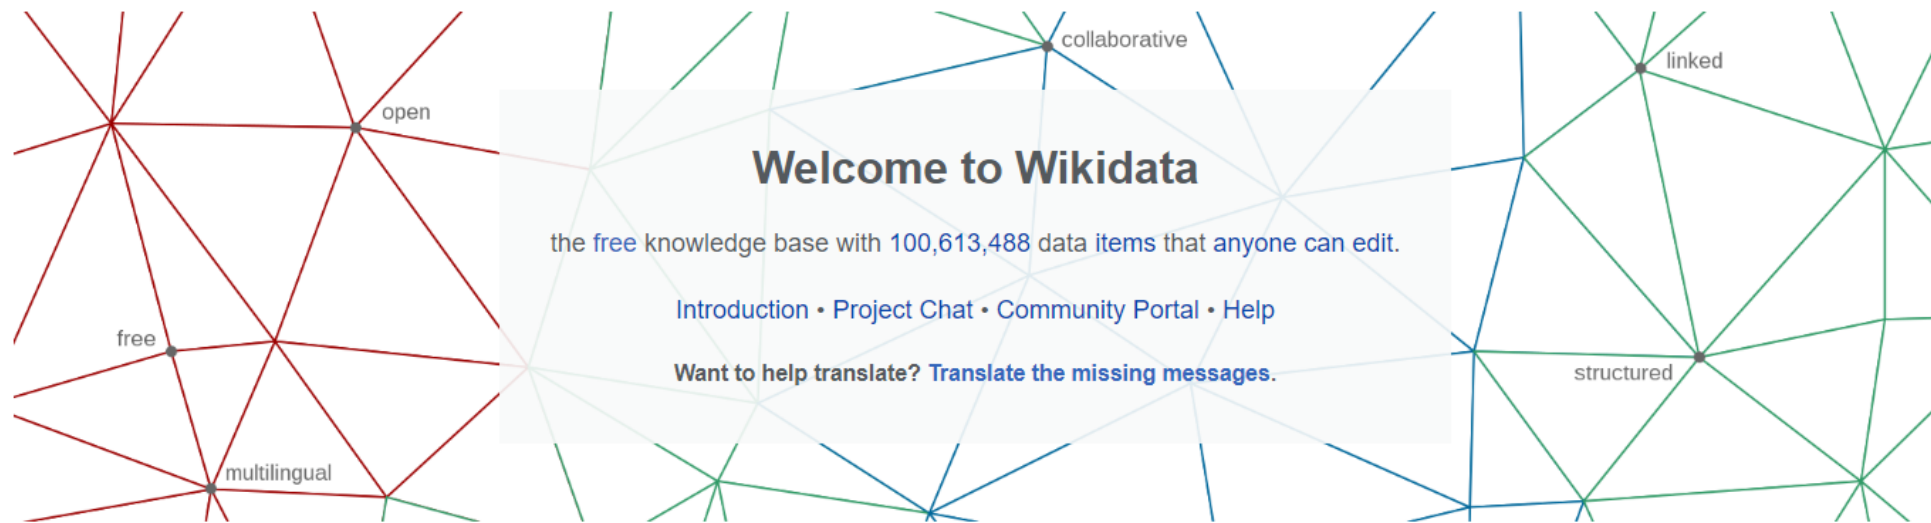 collaborative
linked
open
Welcome to Wikidata
the free knowledge base with 100,613,488 data items that anyone can edit.
Introduction • Project Chat • Community Portal • Help
free
Want to help translate? Translate the missing messages.
structured
multilingual